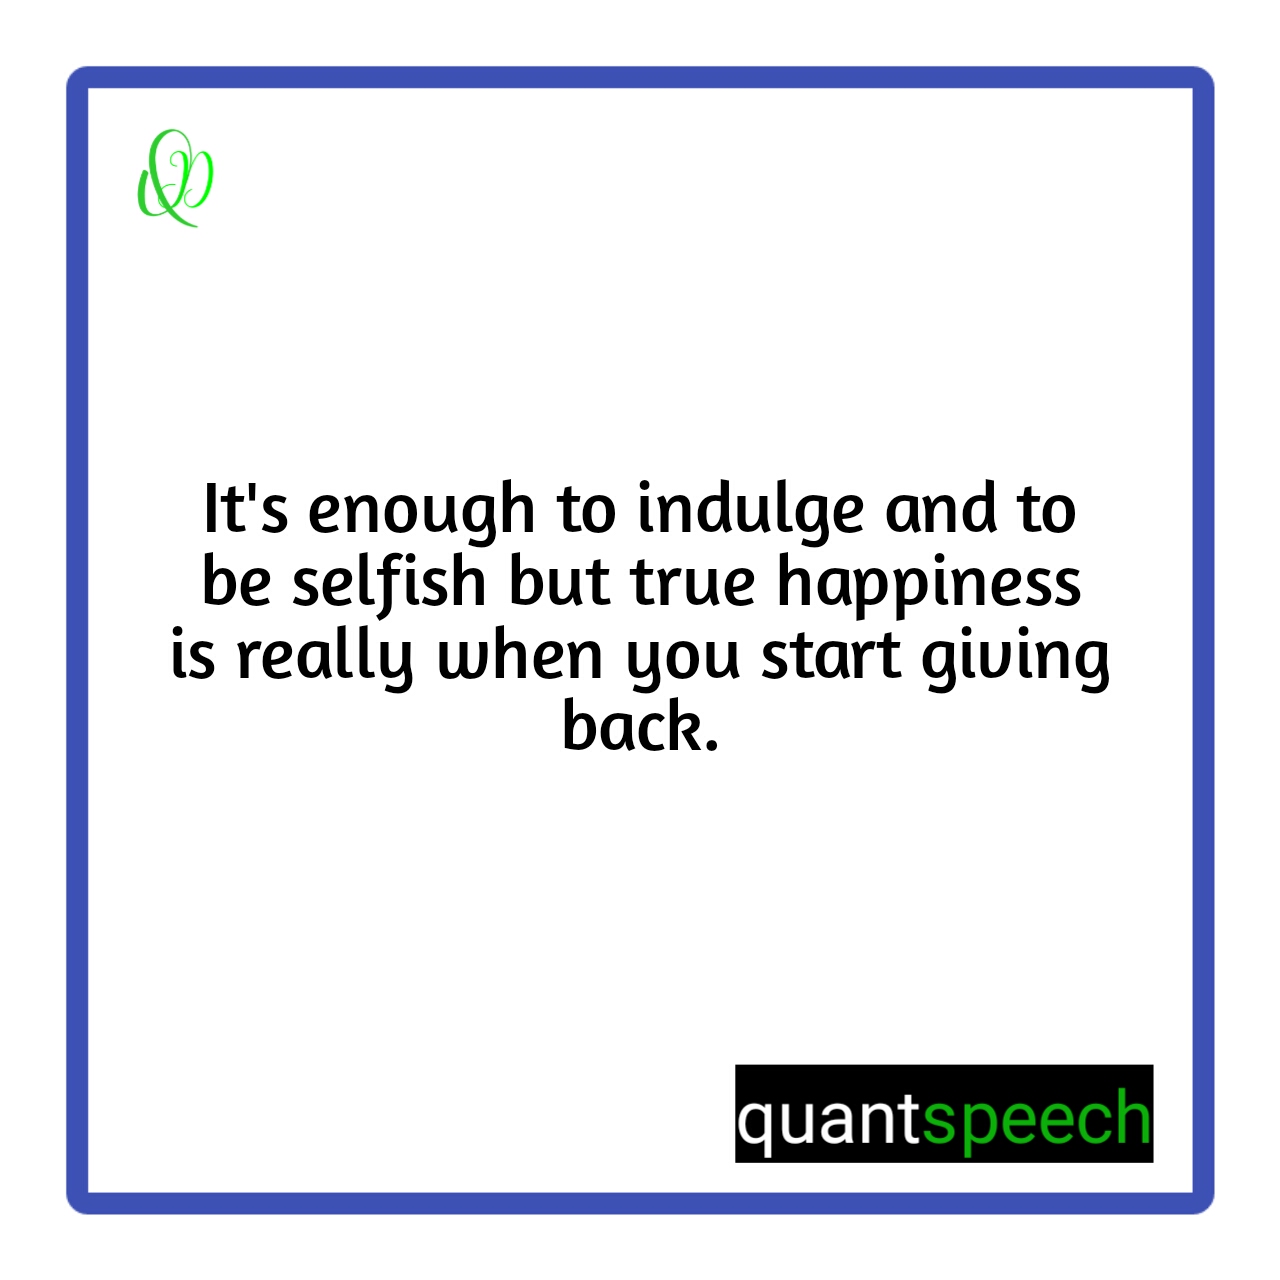 It's enough to indulge and to
be selfish but true happiness
is really when you start giving
back.
quantspeech